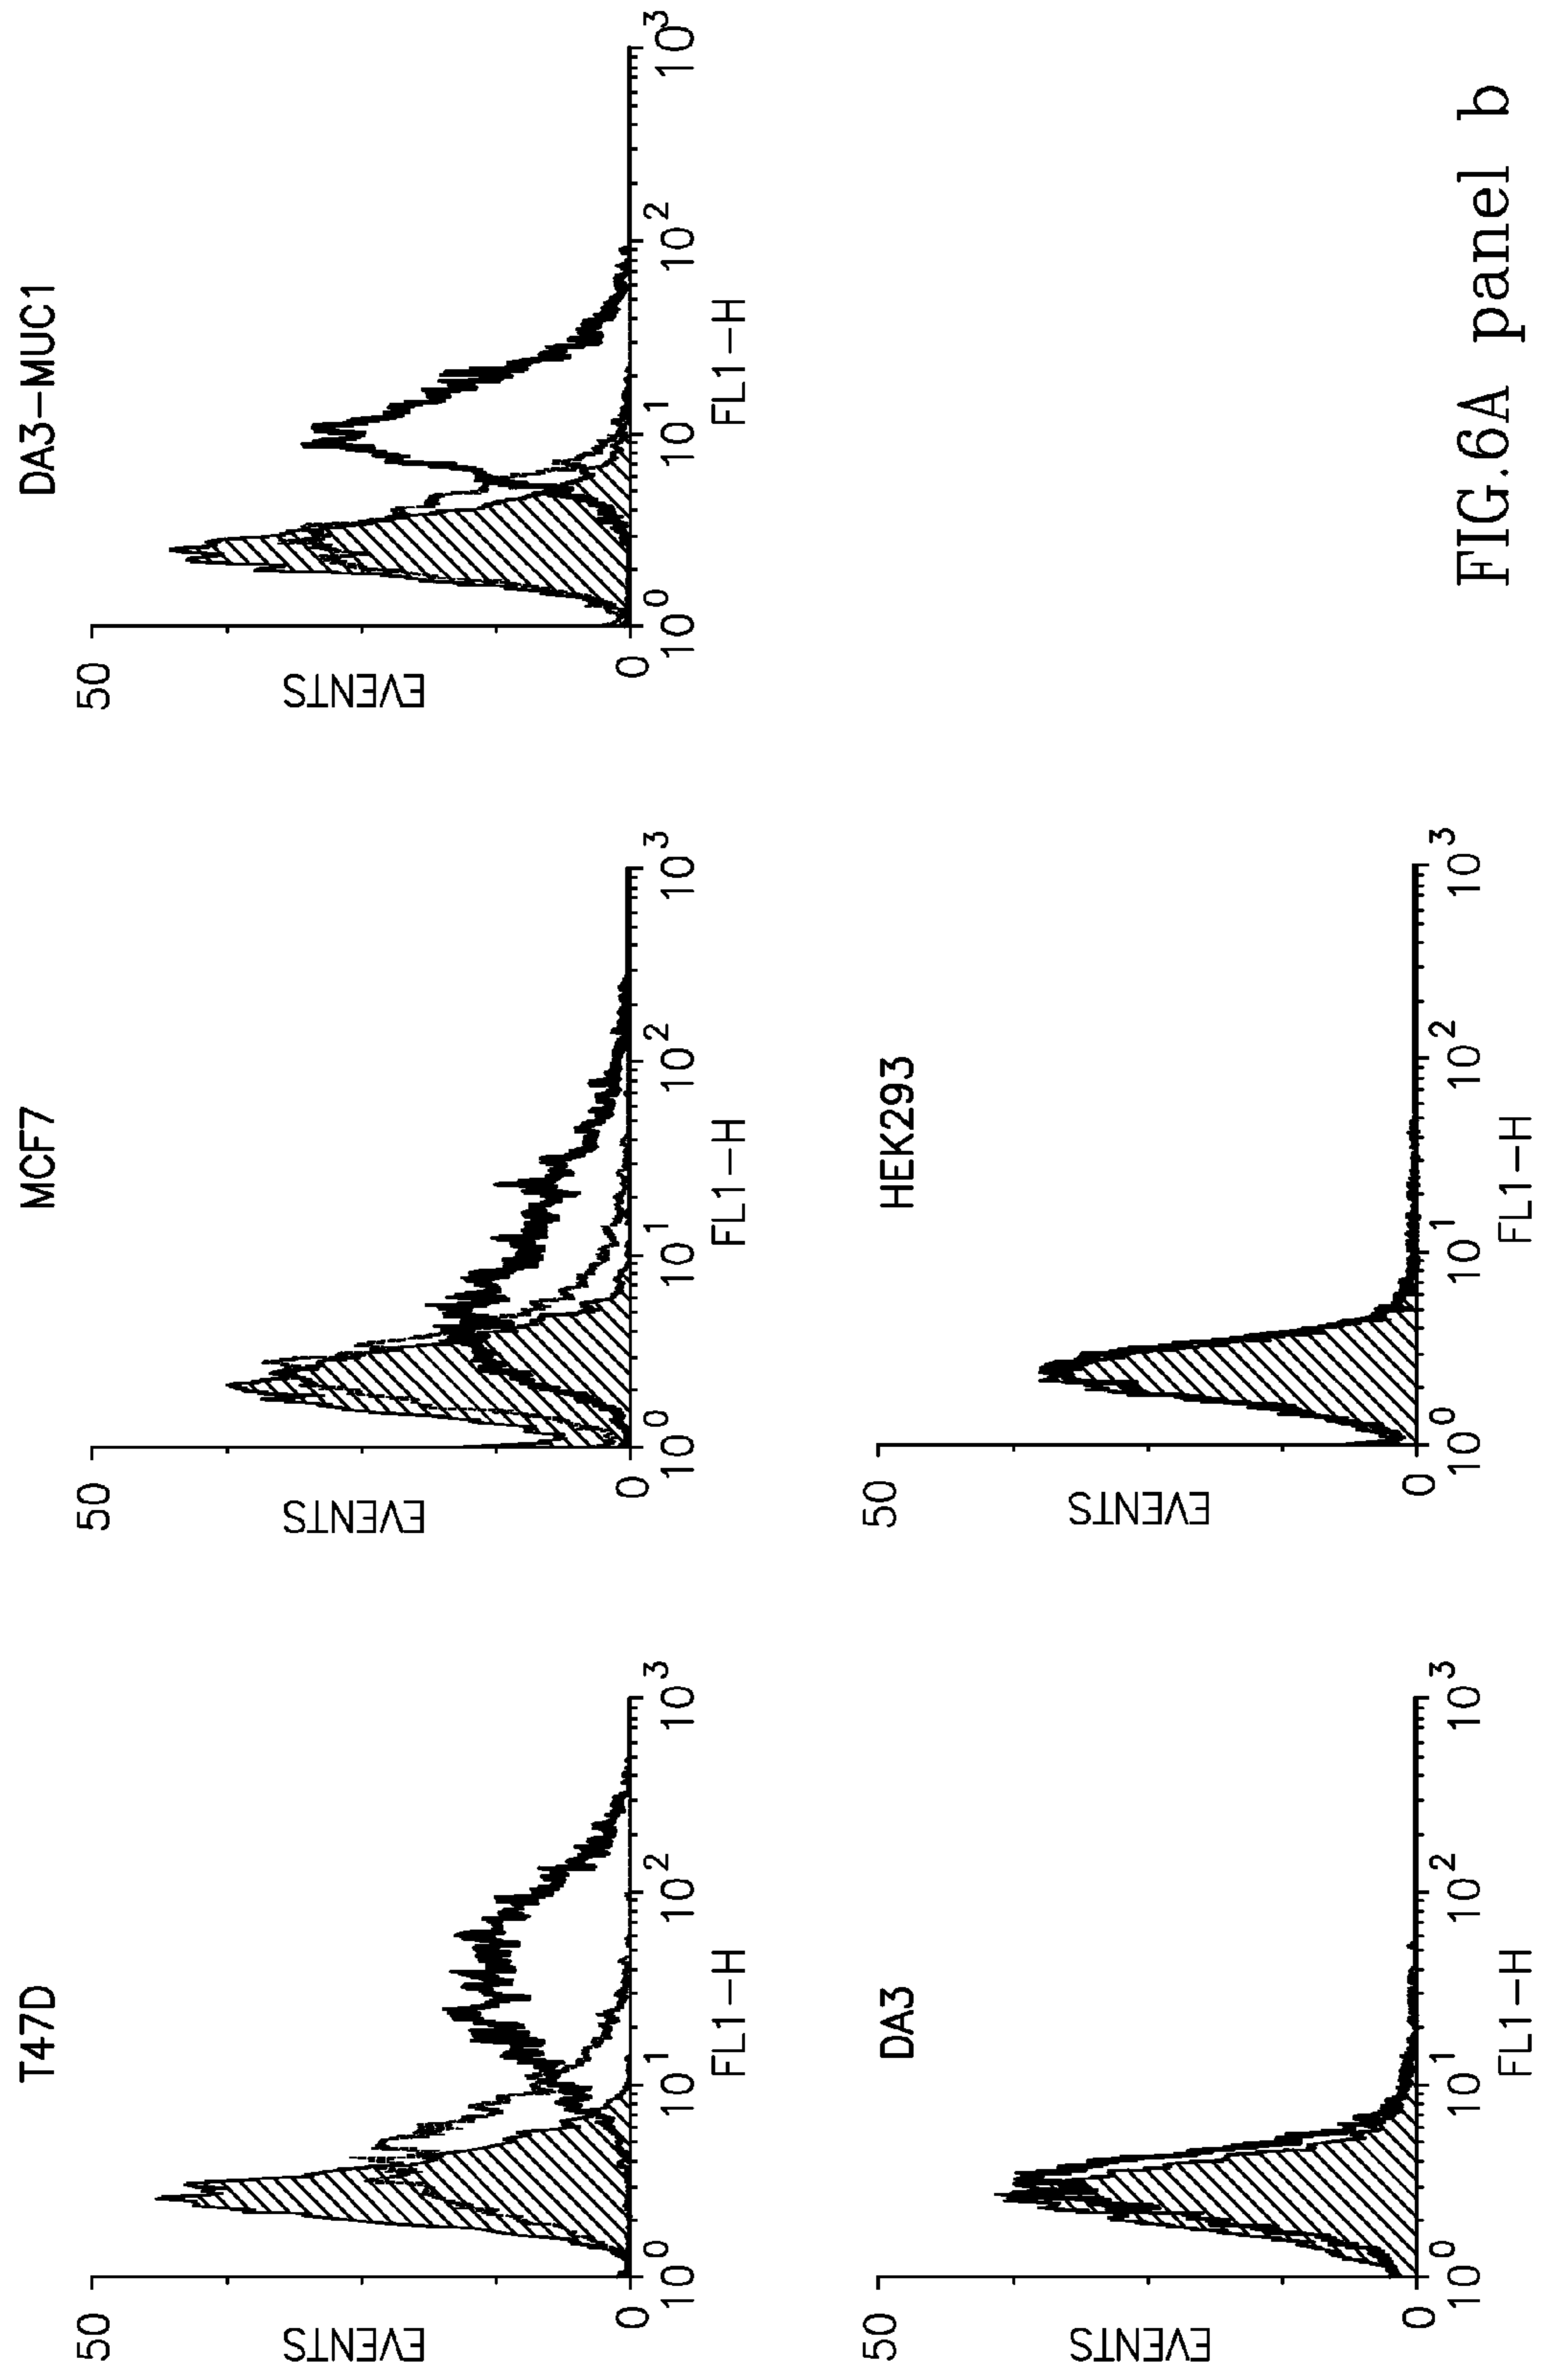 T47D
50
EVENTS
0
10^0 10^1 10^2 10^3
FL1-H
MCF7
50
EVENTS
0
10^0 10^1 10^2 10^3
FL1-H
DA3-MUC1
50
EVENTS
0
10^0 10^1 10^2 10^3
FL1-H
DA3
50
EVENTS
0
10^0 10^1 10^2 10^3
FL1-H
HEK293
50
EVENTS
0
10^0 10^1 10^2 10^3
FL1-H
FIG.6A panel b